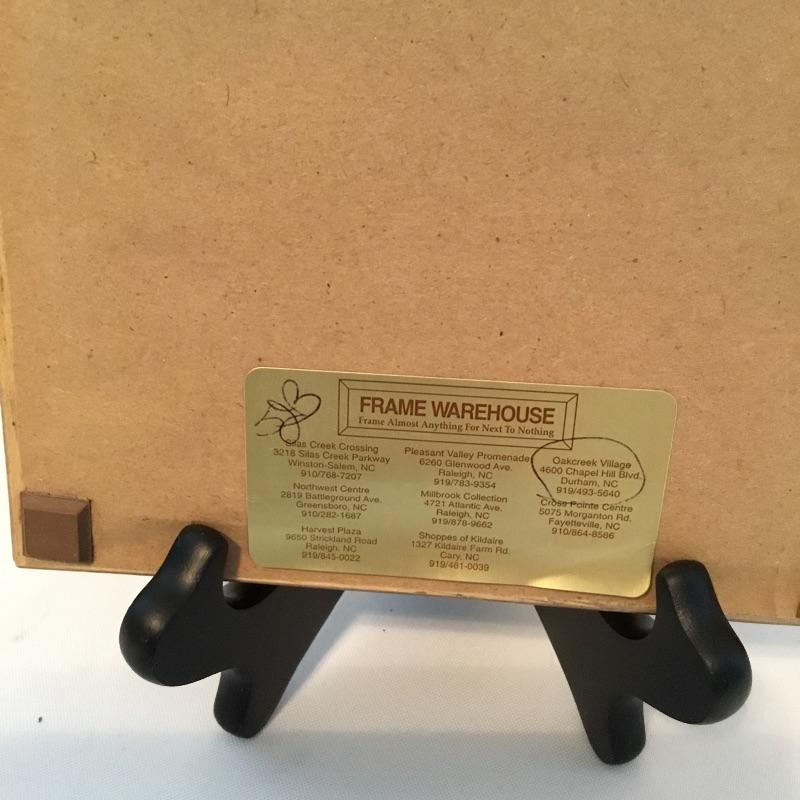 FRAME WAREHOUSE
Frame Almost Anything For Next To Nothing
Silas Creek Crossing
3218 Silas Creek Parkway
Winston-Salem, NC
910/768-7207
Northwest Centre
2819 Battleground Ave.
Greensboro, NC
910/282-1687
Harvest Plaza
9650 Strickland Road
Raleigh, NC
919/845-0022
Pleasant Valley Promenade
6260 Glenwood Ave.
Raleigh, NC
919/783-9354
Millbrook Collection
4721 Atlantic Ave.
Raleigh, NC
919/878-9662
Shoppes of Kildaire
1327 Kildaire Farm Rd.
Cary, NC
919/481-0039
Oakcreek Village
4600 Chapel Hill Blvd.
Durham, NC
919/493-5640
Cross Pointe Centre
5075 Morganton Rd.
Fayetteville, NC
910/864-8586